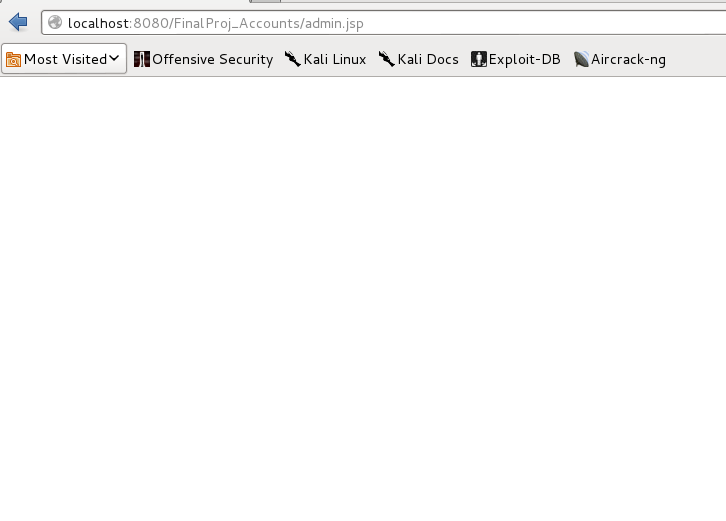 localhost:8080/FinalProj_Accounts/admin.jsp
Most Visited Offensive Security Kali Linux Kali Docs Exploit-DB Aircrack-ng